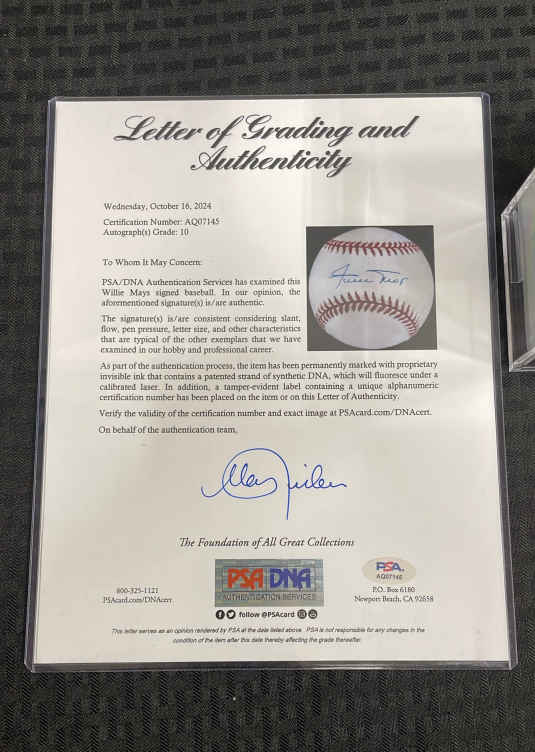 Letter of Grading and
Authenticity
Wednesday, October 16, 2024
Certification Number: AQ07145
Autograph(s) Grade: 10
To Whom It May Concern:
PSA/DNA Authentication Services has examined this
Willie Mays signed baseball. In our opinion, the
aforementioned signature(s) is/are authentic.
The signature(s) is/are consistent considering slant,
flow, pen pressure, letter size, and other characteristics
that are typical of the other exemplars that we have
examined in our hobby and professional career.
Willie Mays
As part of the authentication process, the item has been permanently marked with proprietary
invisible ink that contains a patented strand of synthetic DNA, which will fluoresce under a
calibrated laser. In addition, a tamper-evident label containing a unique alphanumeric
certification number has been placed on the item or on this Letter of Authenticity.
Verify the validity of the certification number and exact image at PSAcard.com/DNAcert.
On behalf of the authentication team,
The Foundation of All Great Collections
800-325-1121
PSAcard.com/DNAcert
PSA DNA
AUTHENTICATION SERVICES
follow @PSAcard
PSA
AQ07145
P.O. Box 6180
Newport Beach, CA 92658
This letter serves as an opinion rendered by PSA at the date listed above. PSA is not responsible for any changes in the
condition of the item after this date thereby affecting the grade thereafter.